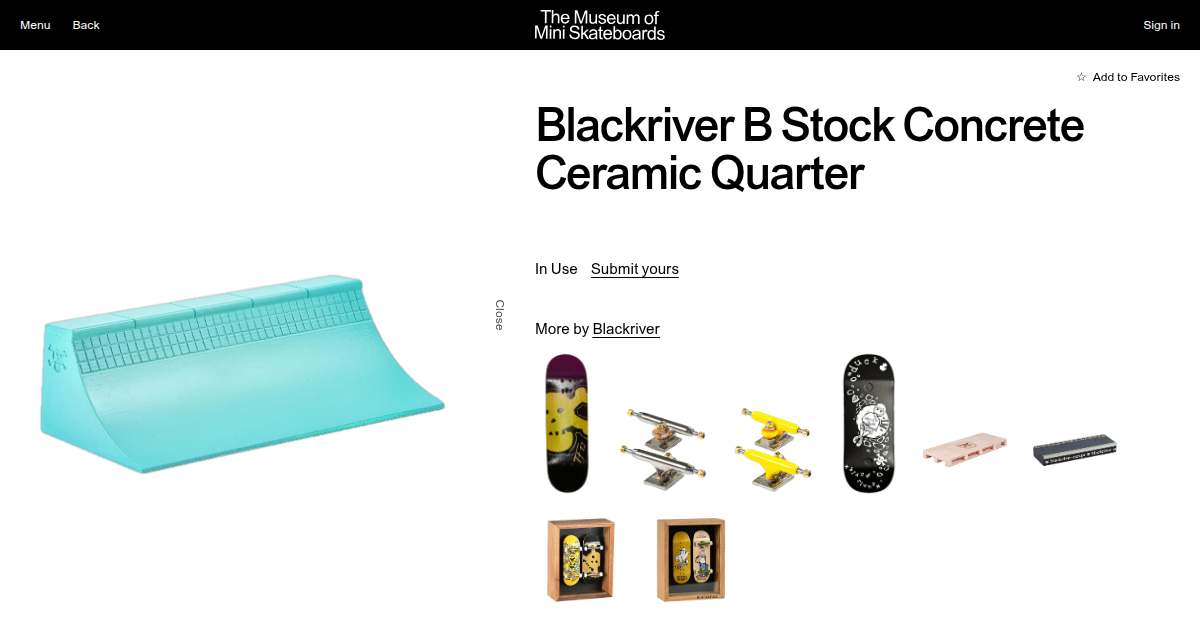 Menu
Back
The Museum of
Mini Skateboards
Sign in
☆ Add to Favorites
Blackriver B Stock Concrete
Ceramic Quarter
In Use Submit yours
Close
More by Blackriver